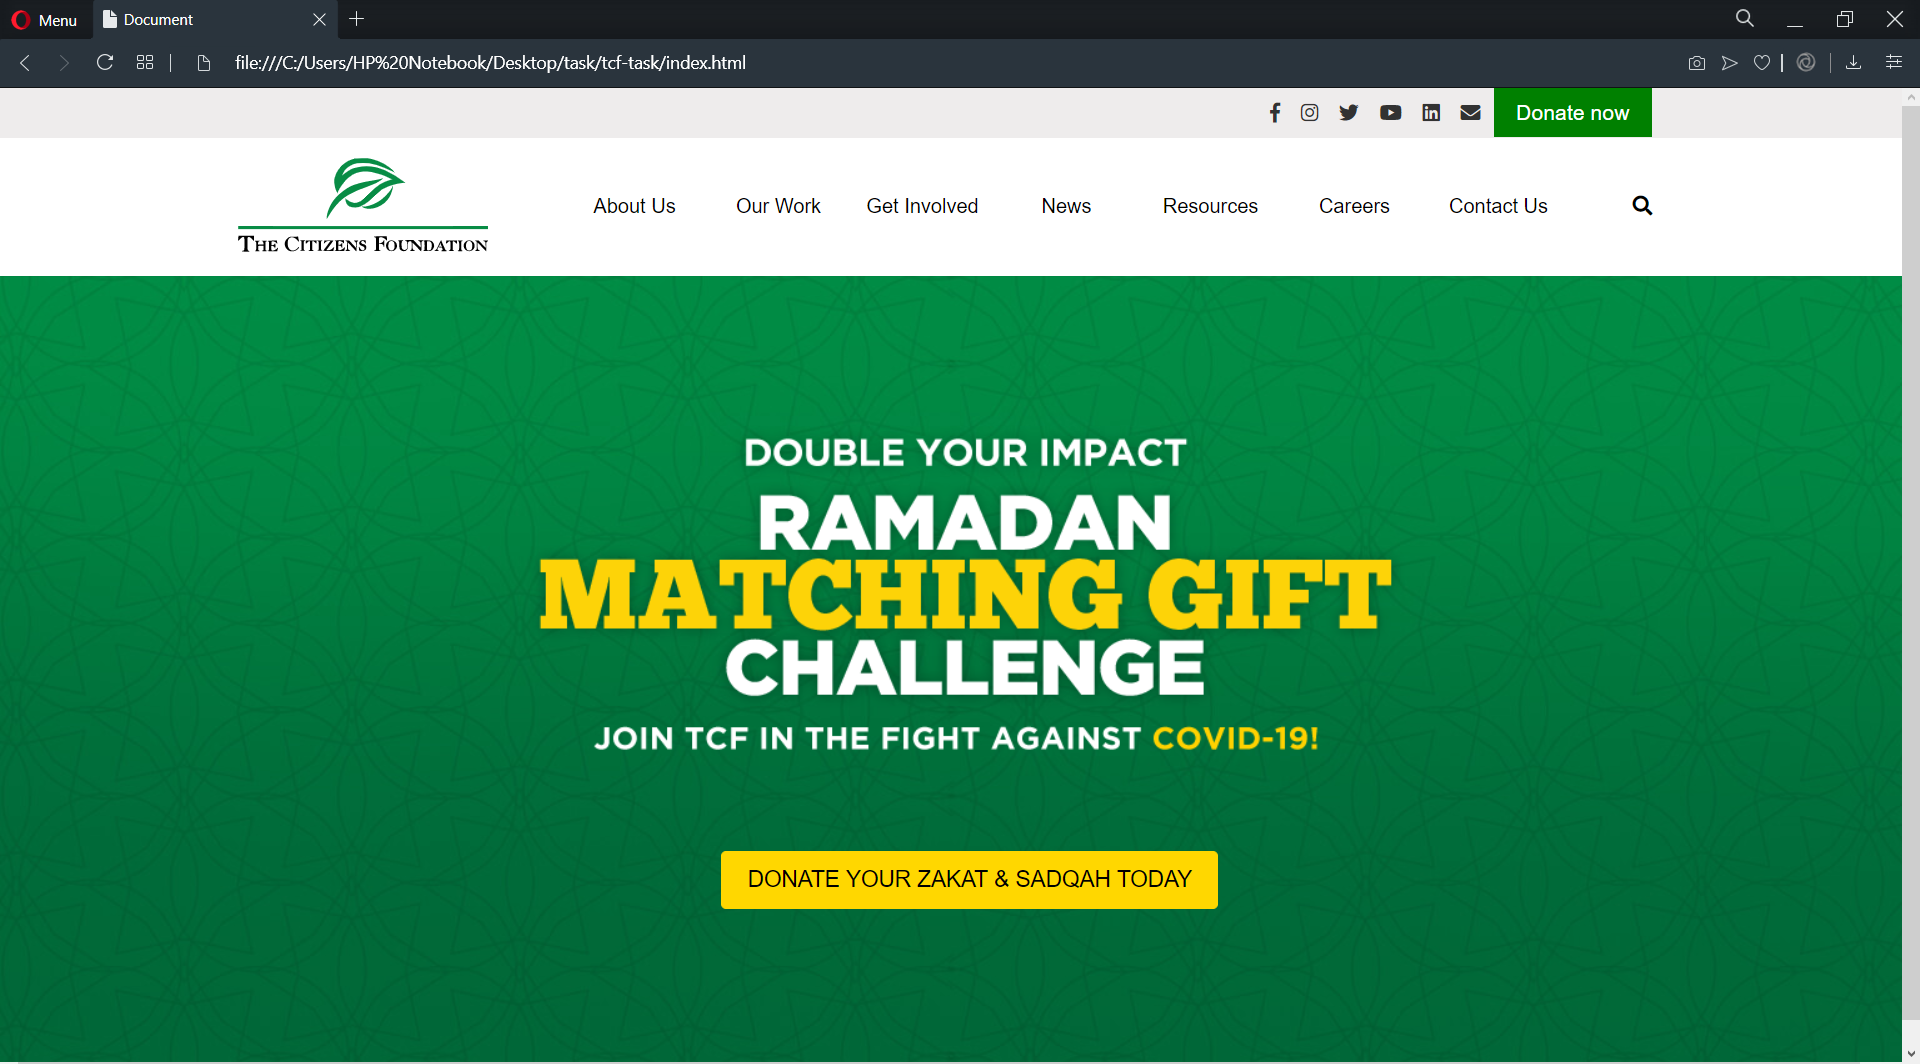 Menu
Document
file:///C:/Users/HP%20Notebook/Desktop/task/tcf-task/index.html
Donate now
THE CITIZENS FOUNDATION
About Us Our Work Get Involved News Resources Careers Contact Us
DOUBLE YOUR IMPACT
RAMADAN
MATCHING GIFT
CHALLENGE
JOIN TCF IN THE FIGHT AGAINST COVID-19!
DONATE YOUR ZAKAT & SADQAH TODAY